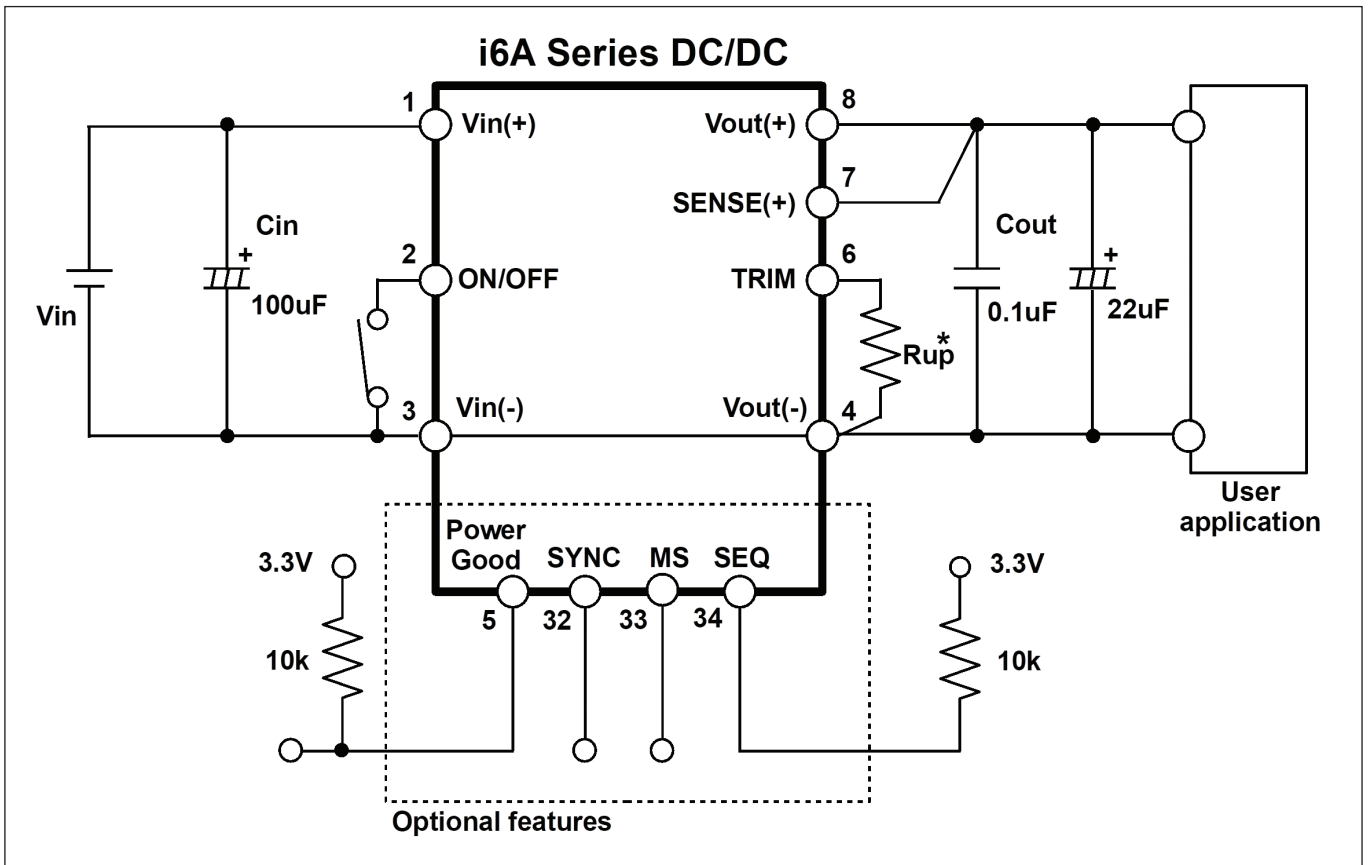 i6A Series DC/DC
1
Vin(+)
Vout(+)
8
7
SENSE(+)
Cin
+
100uF
Vin
2
ON/OFF
TRIM
6
Cout
0.1uF
+
22uF
Rup*
3
Vin(-)
Vout(-)
4
User
application
Power
Good
SYNC
MS
SEQ
3.3V
5
32
33
34
3.3V
10k
10k
Optional features